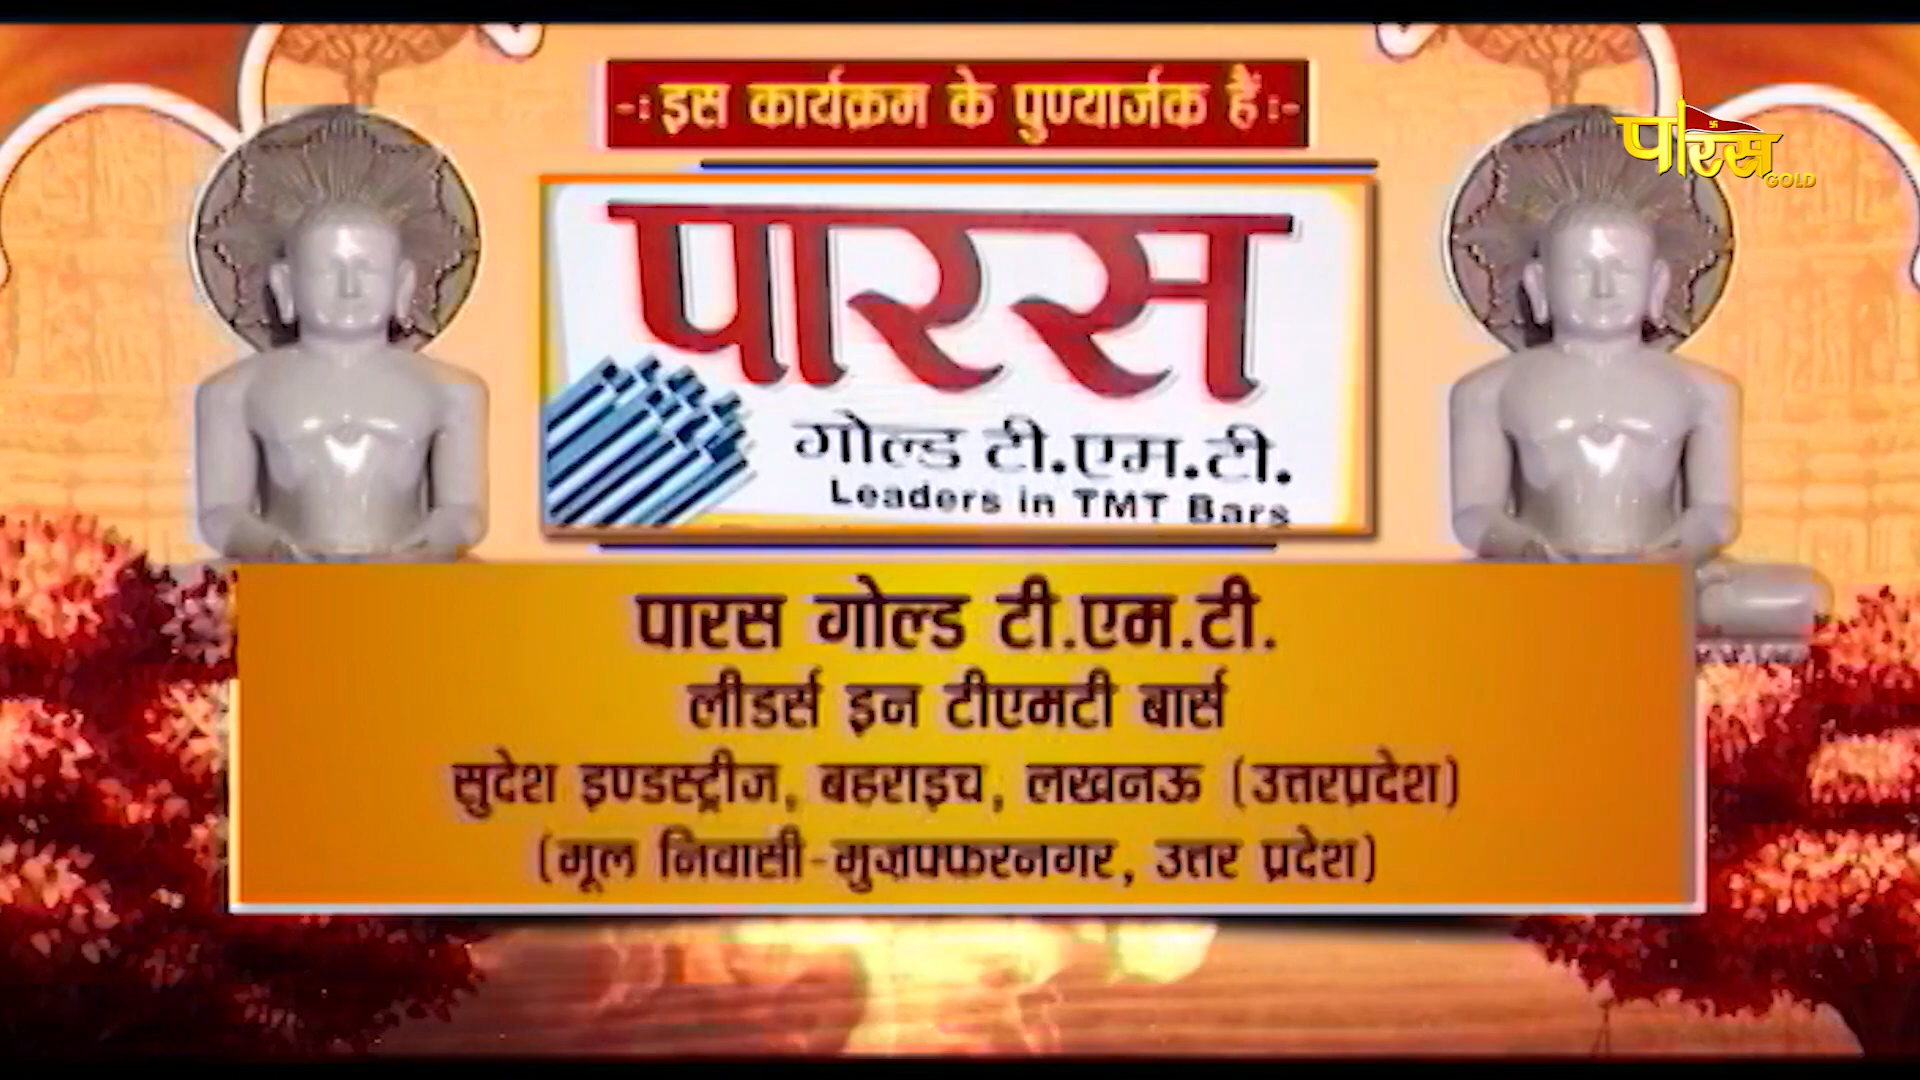 -: इस कार्यक्रम के पुण्यार्जक हैं :-
पारस
GOLD
पारस
गोल्ड टी.एम.टी.
Leaders in TMT Bars
पारस गोल्ड टी.एम.टी.
लीडर्स इन टीएमटी बार्स
सुदेश इण्डस्ट्रीज, बहराइच, लखनऊ (उत्तरप्रदेश)
(मूल निवासी-मुज़फ्फरनगर, उत्तर प्रदेश)